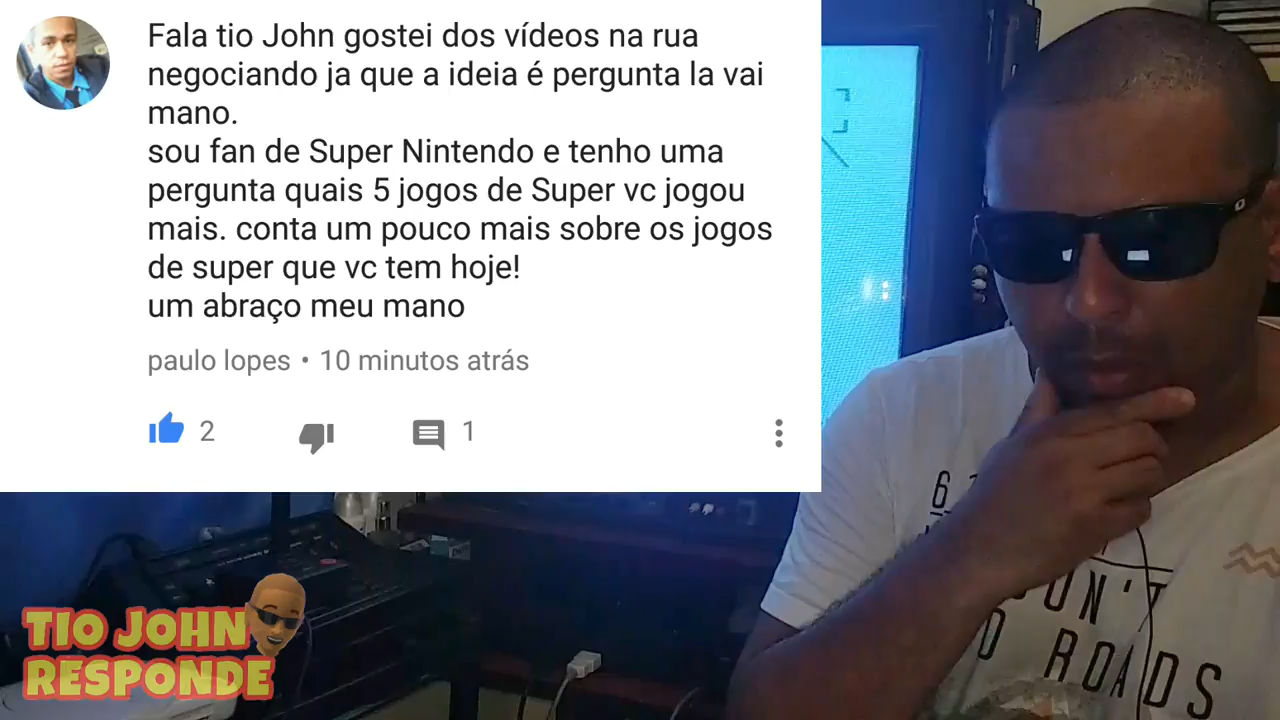 Fala tio John gostei dos vídeos na rua
negociando ja que a ideia é pergunta la vai
mano.
sou fan de Super Nintendo e tenho uma
pergunta quais 5 jogos de Super vc jogou
mais. conta um pouco mais sobre os jogos
de super que vc tem hoje!
um abraço meu mano
paulo lopes • 10 minutos atrás
2
1
TIO JOHN
RESPONDE
ROADS